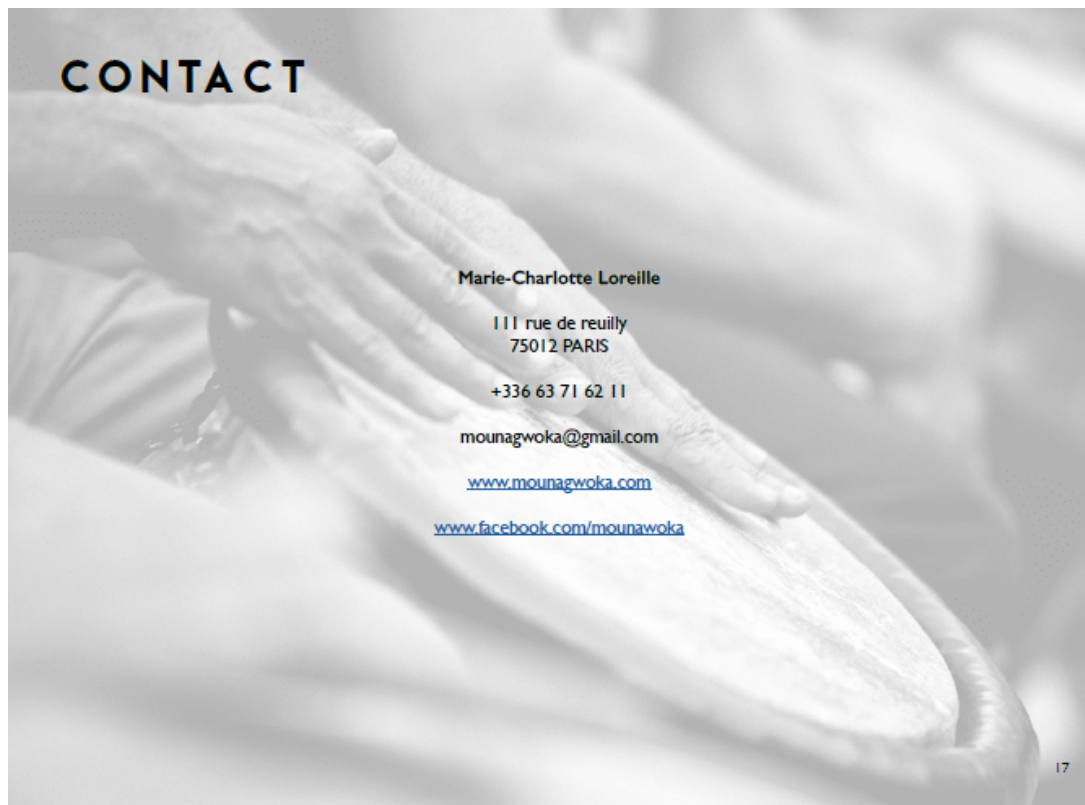 CONTACT
Marie-Charlotte Loreille
111 rue de reuilly
75012 PARIS
+336 63 71 62 11
mounagwoka@gmail.com
www.mounagwoka.com
www.facebook.com/mounawoka
17